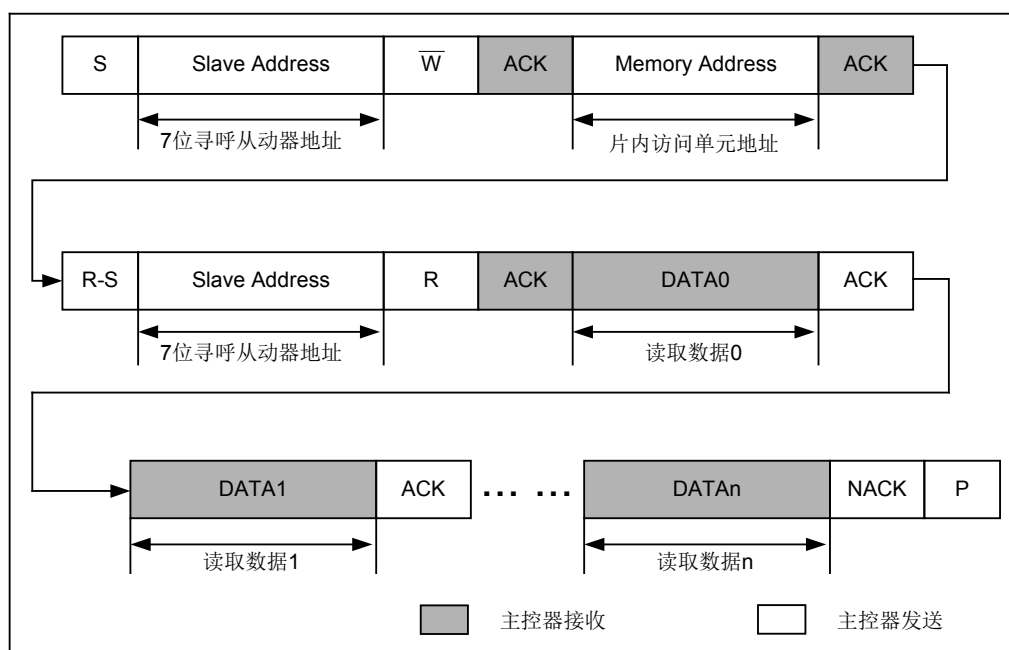 S Slave Address W̅ ACK Memory Address ACK
7位寻呼从动器地址 片内访问单元地址
R-S Slave Address R ACK DATA0 ACK
7位寻呼从动器地址 读取数据0
DATA1 ACK ... ... DATAn NACK P
读取数据1 读取数据n
主控器接收 主控器发送